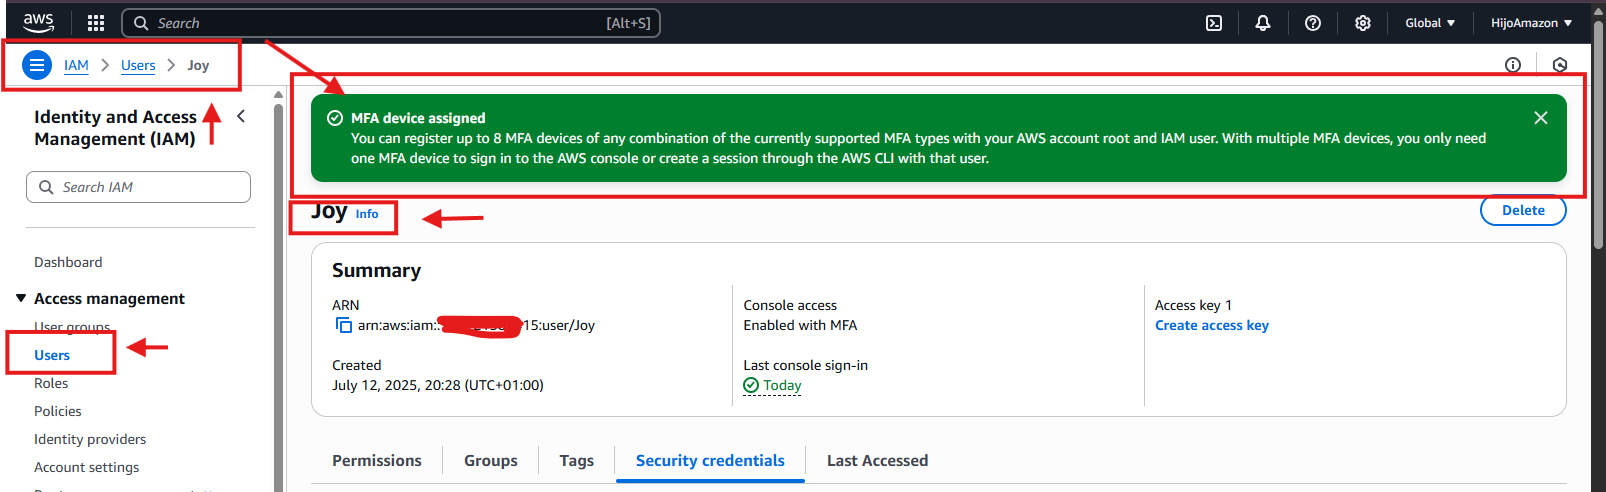 aws
Search
[Alt+S]
Global
HijoAmazon
IAM
Users
Joy
Identity and Access
Management (IAM)
Search IAM
Dashboard
Access management
User groups
Users
Roles
Policies
Identity providers
Account settings
MFA device assigned
You can register up to 8 MFA devices of any combination of the currently supported MFA types with your AWS account root and IAM user. With multiple MFA devices, you only need
one MFA device to sign in to the AWS console or create a session through the AWS CLI with that user.
Joy Info
Delete
Summary
ARN
arn:aws:iam:: 15:user/Joy
Created
July 12, 2025, 20:28 (UTC+01:00)
Console access
Enabled with MFA
Last console sign-in
Today
Access key 1
Create access key
Permissions
Groups
Tags
Security credentials
Last Accessed